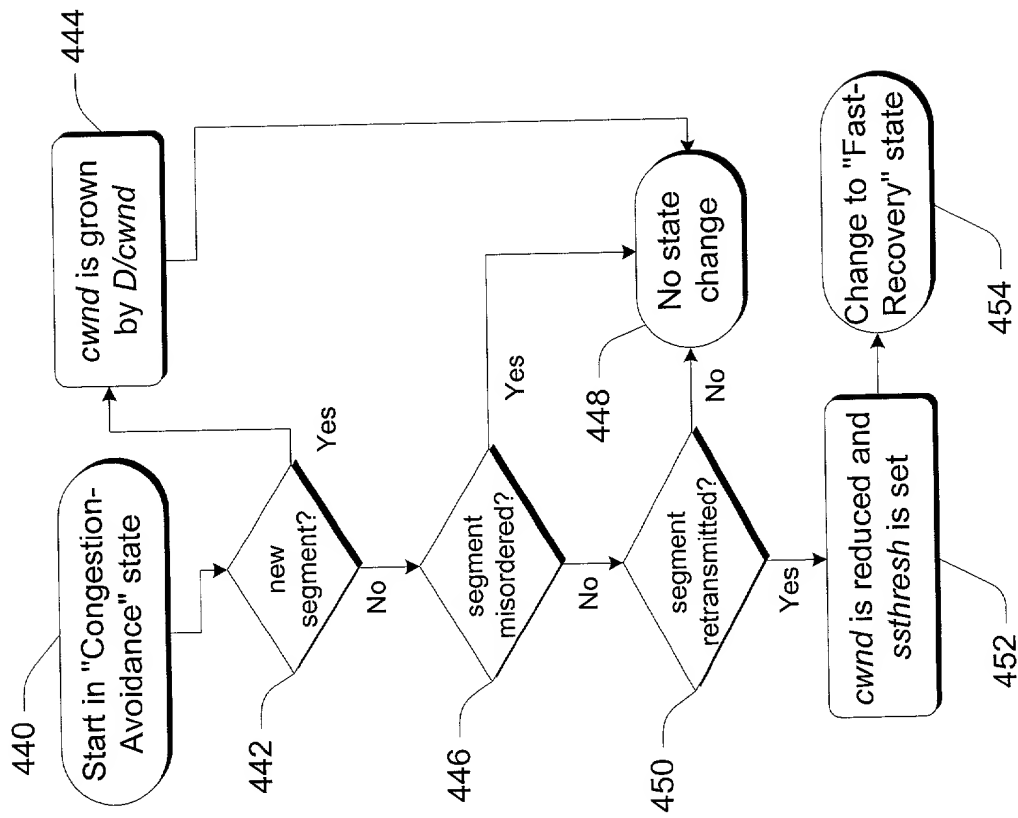 440
Start in "Congestion-
Avoidance" state
442
new
segment?
Yes
No
444
cwnd is grown
by D/cwnd
446
segment
misordered?
Yes
No
448
No state
change
450
segment
retransmitted?
No
Yes
452
cwnd is reduced and
ssthresh is set
454
Change to "Fast-
Recovery" state